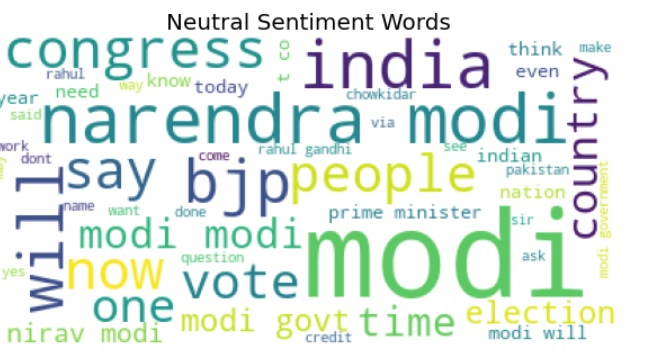 Neutral Sentiment Words
congress
t co
india
think
make
rahul
even
need
way
know
today
year
chowkidar
country
said
narendra modi
via
work
dont
come
rahul gandhi
see
indian
say
bjp
people
pakistan
will
nation
name
want
done
prime minister
sir
modi government
modi modi
modi
now
question
vote
ask
yes
one
modi govt
time
election
nirav modi
credit
modi will